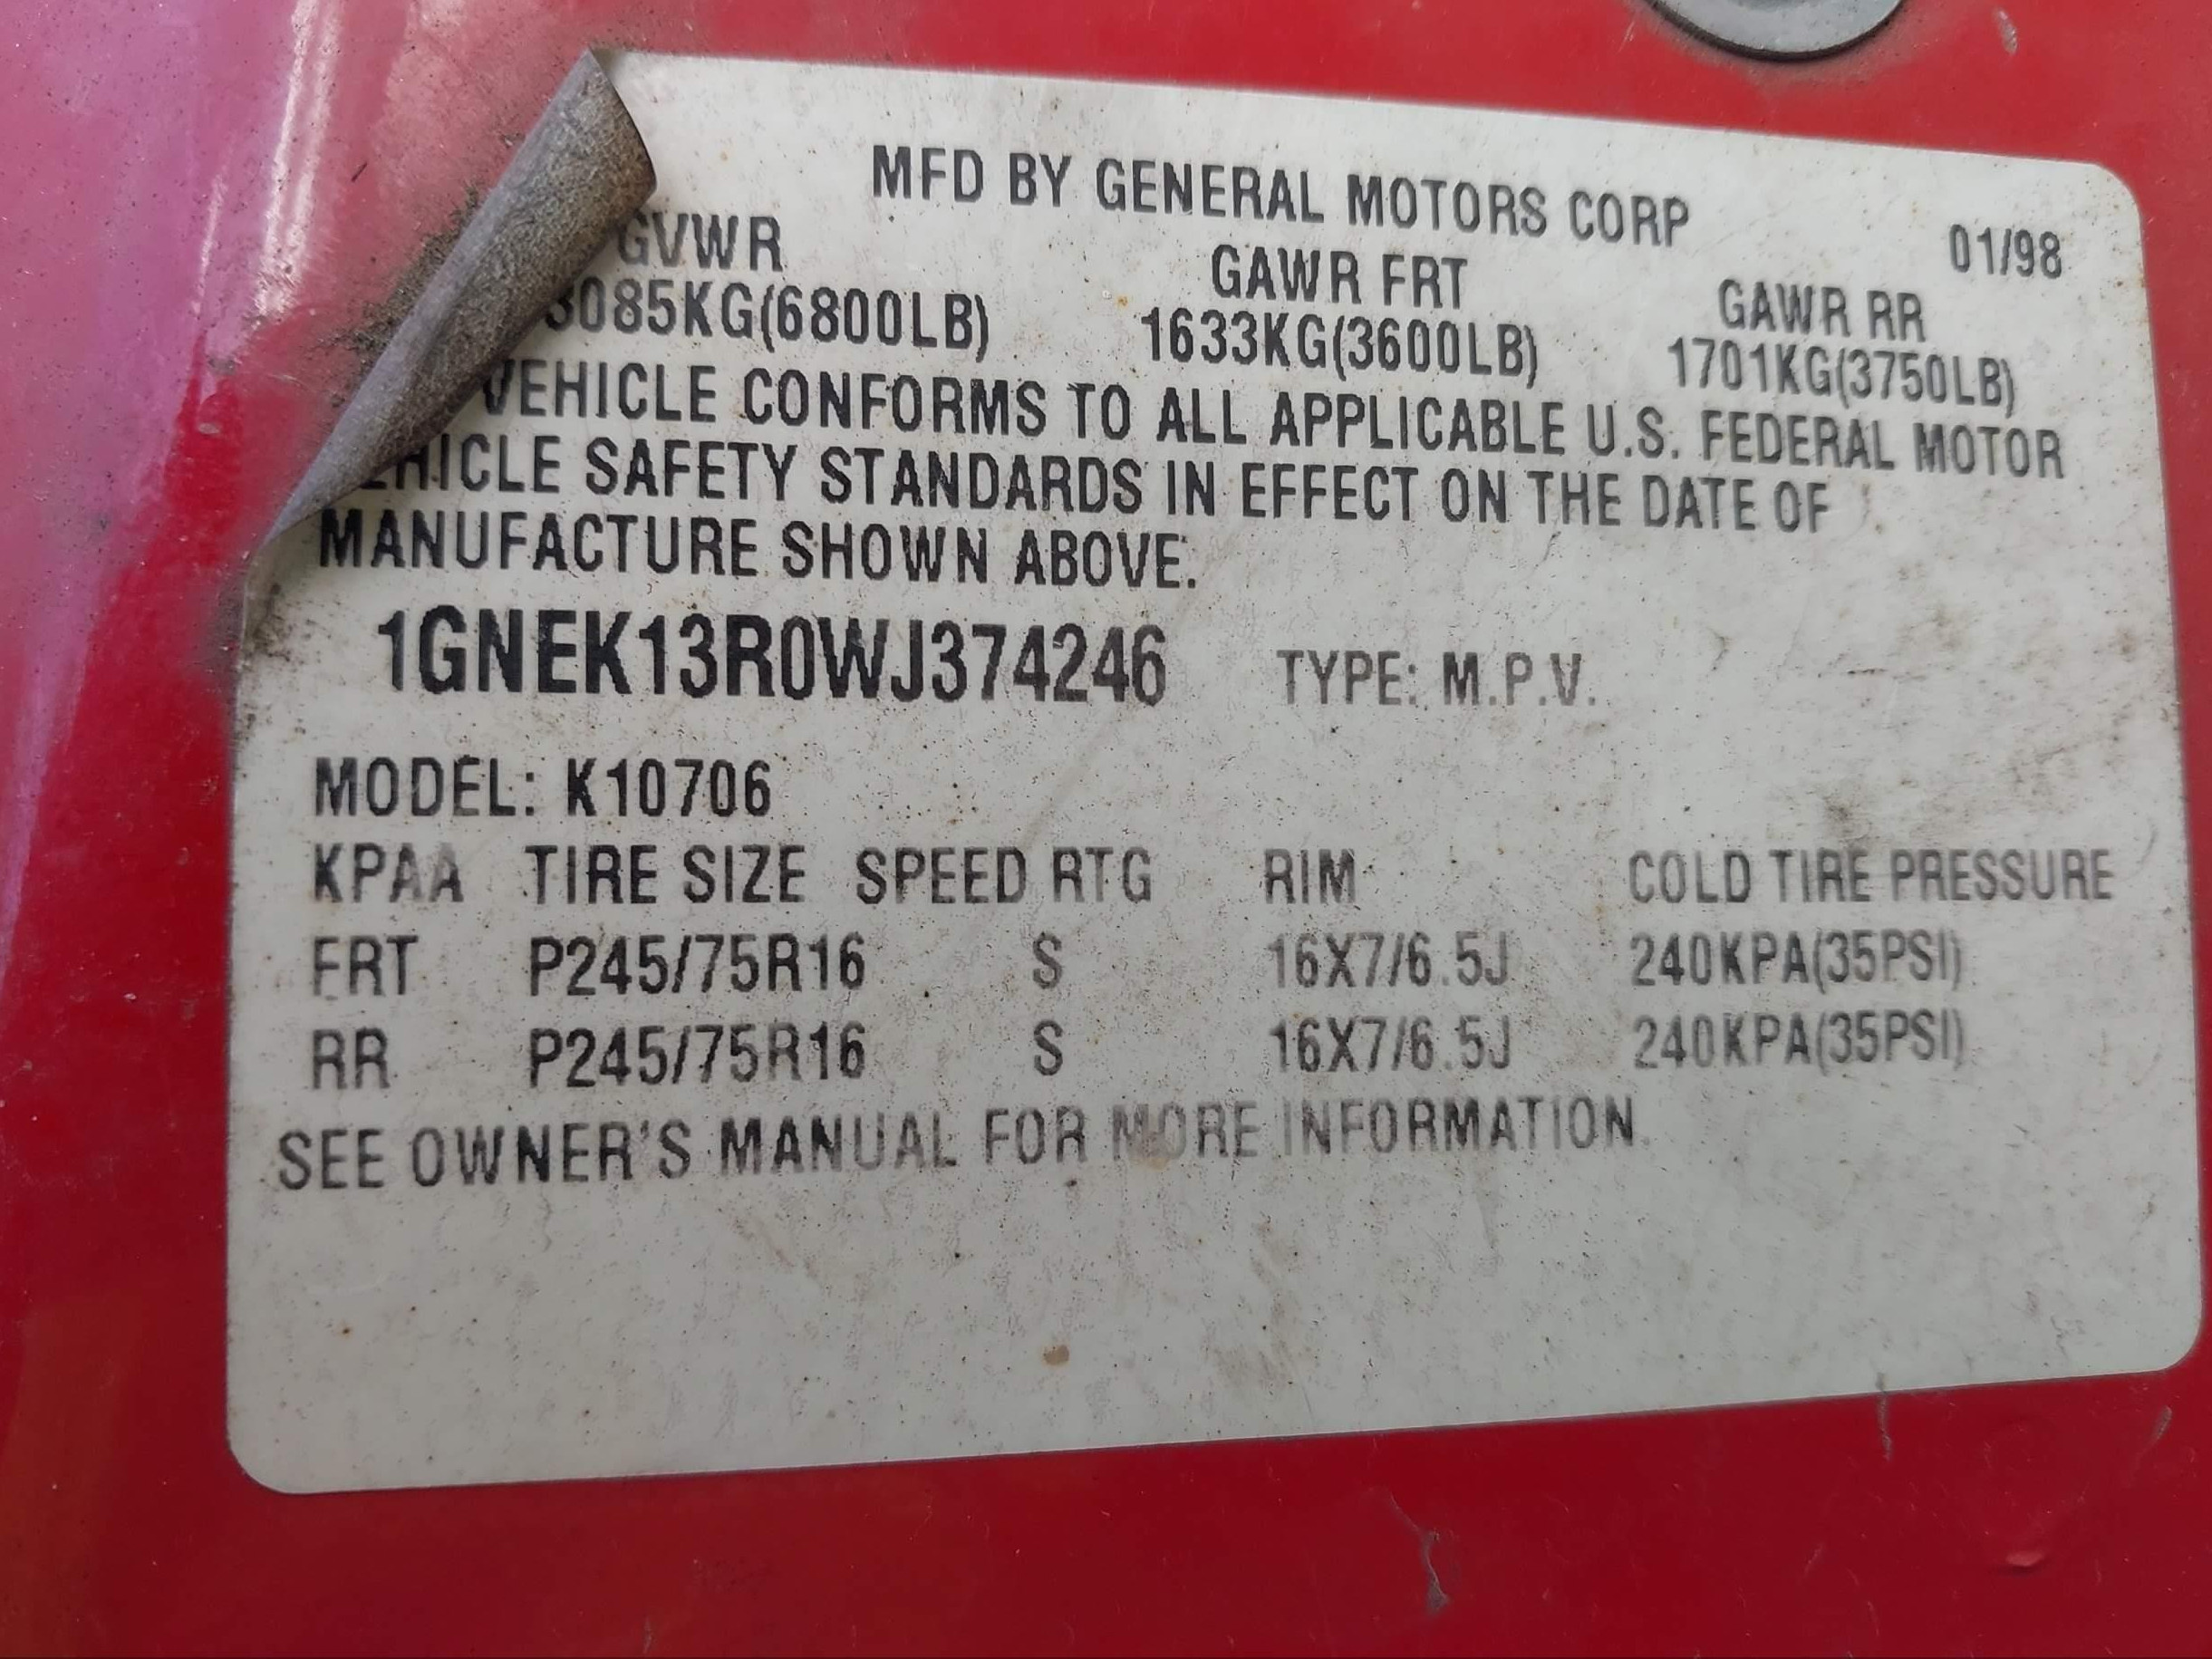 MFD BY GENERAL MOTORS CORP 01/98
GVWR GAWR FRT GAWR RR
3085KG(6800LB) 1633KG(3600LB) 1701KG(3750LB)
VEHICLE CONFORMS TO ALL APPLICABLE U.S. FEDERAL MOTOR
VEHICLE SAFETY STANDARDS IN EFFECT ON THE DATE OF
MANUFACTURE SHOWN ABOVE.
1GNEK13R0WJ374246 TYPE: M.P.V.
MODEL: K10706
KPAA TIRE SIZE SPEED RTG RIM COLD TIRE PRESSURE
FRT P245/75R16 S 16X7/6.5J 240KPA(35PSI)
RR P245/75R16 S 16X7/6.5J 240KPA(35PSI)
SEE OWNER'S MANUAL FOR MORE INFORMATION.